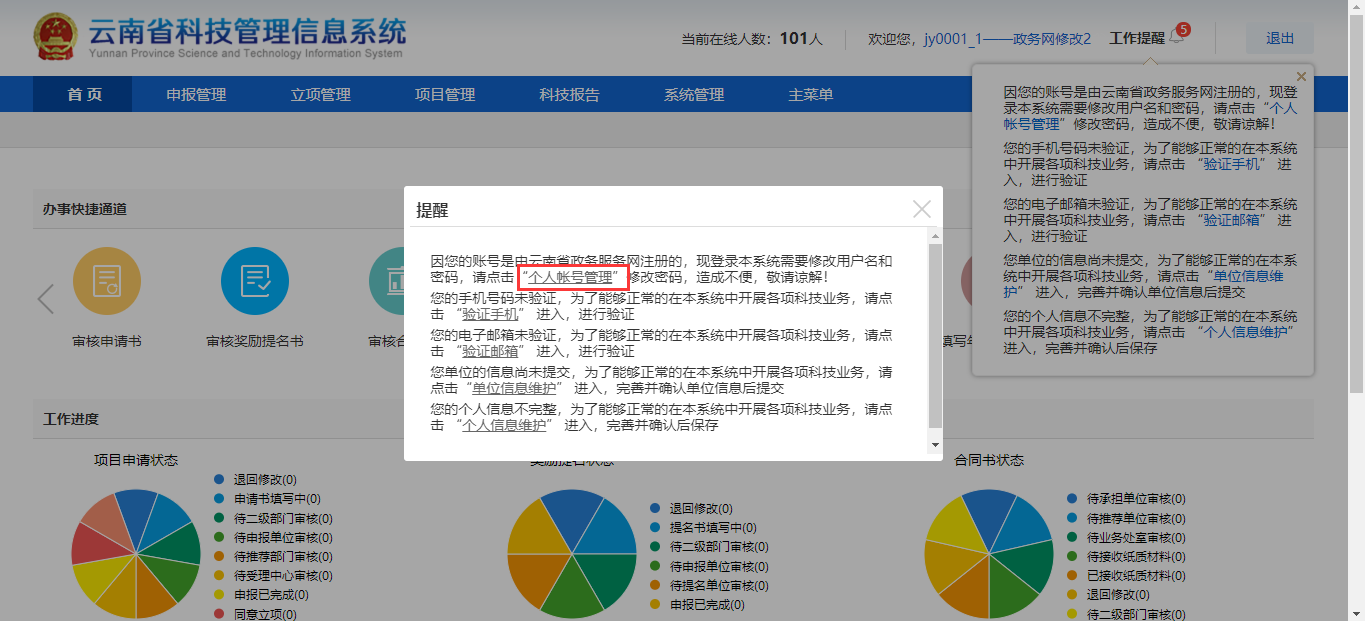 云南省科技管理信息系统
Yunnan Province Science and Technology Information System
当前在线人数：101人
欢迎您，jy0001_1——政务网修改2
工作提醒
5
退出
首 页
申报管理
立项管理
项目管理
科技报告
系统管理
主菜单
因您的账号是由云南省政务服务网注册的，现登
录本系统需要修改用户名和密码，请点击“个人
帐号管理”修改密码，造成不便，敬请谅解！
您的手机号码未验证，为了能够正常的在本系统
中开展各项科技业务，请点击 “验证手机” 进
入，进行验证
您的电子邮箱未验证，为了能够正常的在本系统
中开展各项科技业务，请点击 “验证邮箱” 进
入，进行验证
您单位的信息尚未提交，为了能够正常的在本系
统中开展各项科技业务，请点击“单位信息维
护” 进入，完善并确认单位信息后提交
您的个人信息不完整，为了能够正常的在本系统
中开展各项科技业务，请点击 “个人信息维护”
进入，完善并确认后保存
办事快捷通道
审核申请书
审核奖励提名书
审核合
填写年
提醒
因您的账号是由云南省政务服务网注册的，现登录本系统需要修改用户名和
密码，请点击 “个人帐号管理” 修改密码，造成不便，敬请谅解！
您的手机号码未验证，为了能够正常的在本系统中开展各项科技业务，请点
击 “验证手机” 进入，进行验证
您的电子邮箱未验证，为了能够正常的在本系统中开展各项科技业务，请点
击 “验证邮箱” 进入，进行验证
您单位的信息尚未提交，为了能够正常的在本系统中开展各项科技业务，请
点击“单位信息维护” 进入，完善并确认单位信息后提交
您的个人信息不完整，为了能够正常的在本系统中开展各项科技业务，请点
击 “个人信息维护” 进入，完善并确认后保存
工作进度
项目申请状态
退回修改(0)
申请书填写中(0)
待二级部门审核(0)
待申报单位审核(0)
待推荐部门审核(0)
待受理中心审核(0)
申报已完成(0)
同意立项(0)
奖励提名状态
退回修改(0)
提名书填写中(0)
待二级部门审核(0)
待申报单位审核(0)
待提名单位审核(0)
申报已完成(0)
合同书状态
待承担单位审核(0)
待推荐单位审核(0)
待业务处室审核(0)
待接收纸质材料(0)
已接收纸质材料(0)
退回修改(0)
待二级部门审核(0)